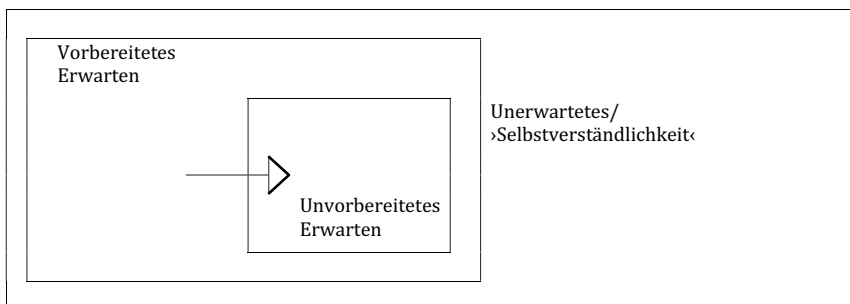 Vorbereitetes
Erwarten
Unerwartetes/
›Selbstverständlichkeit‹
Unvorbereitetes
Erwarten